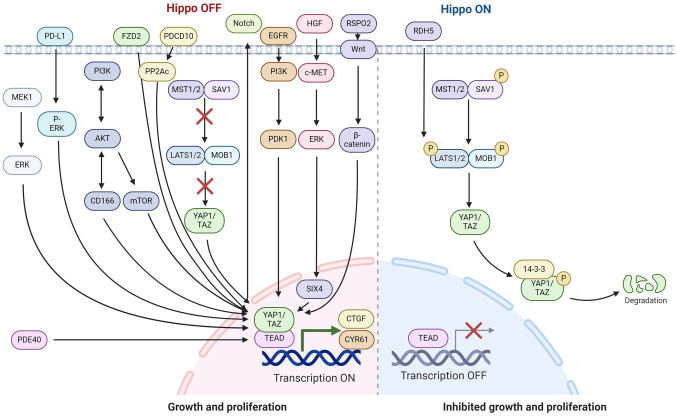 Hippo OFF
Hippo ON
Notch
HGF
RSPO2
PD-L1
FZD2
PDCD10
EGFR
Wnt
RDH5
PI3K
PP2Ac
PI3K
c-MET
MST1/2
SAV1
MST1/2
SAV1
P
MEK1
P-
ERK
AKT
PDK1
ERK
β-
catenin
LATS1/2
MOB1
P
LATS1/2
MOB1
P
ERK
CD166
mTOR
YAP1/
TAZ
YAP1/
TAZ
14-3-3
YAP1/
TAZ
P
Degradation
SIX4
YAP1/
TAZ
TEAD
CTGF
CYR61
PDE40
TEAD
Transcription ON
Transcription OFF
Growth and proliferation
Inhibited growth and proliferation